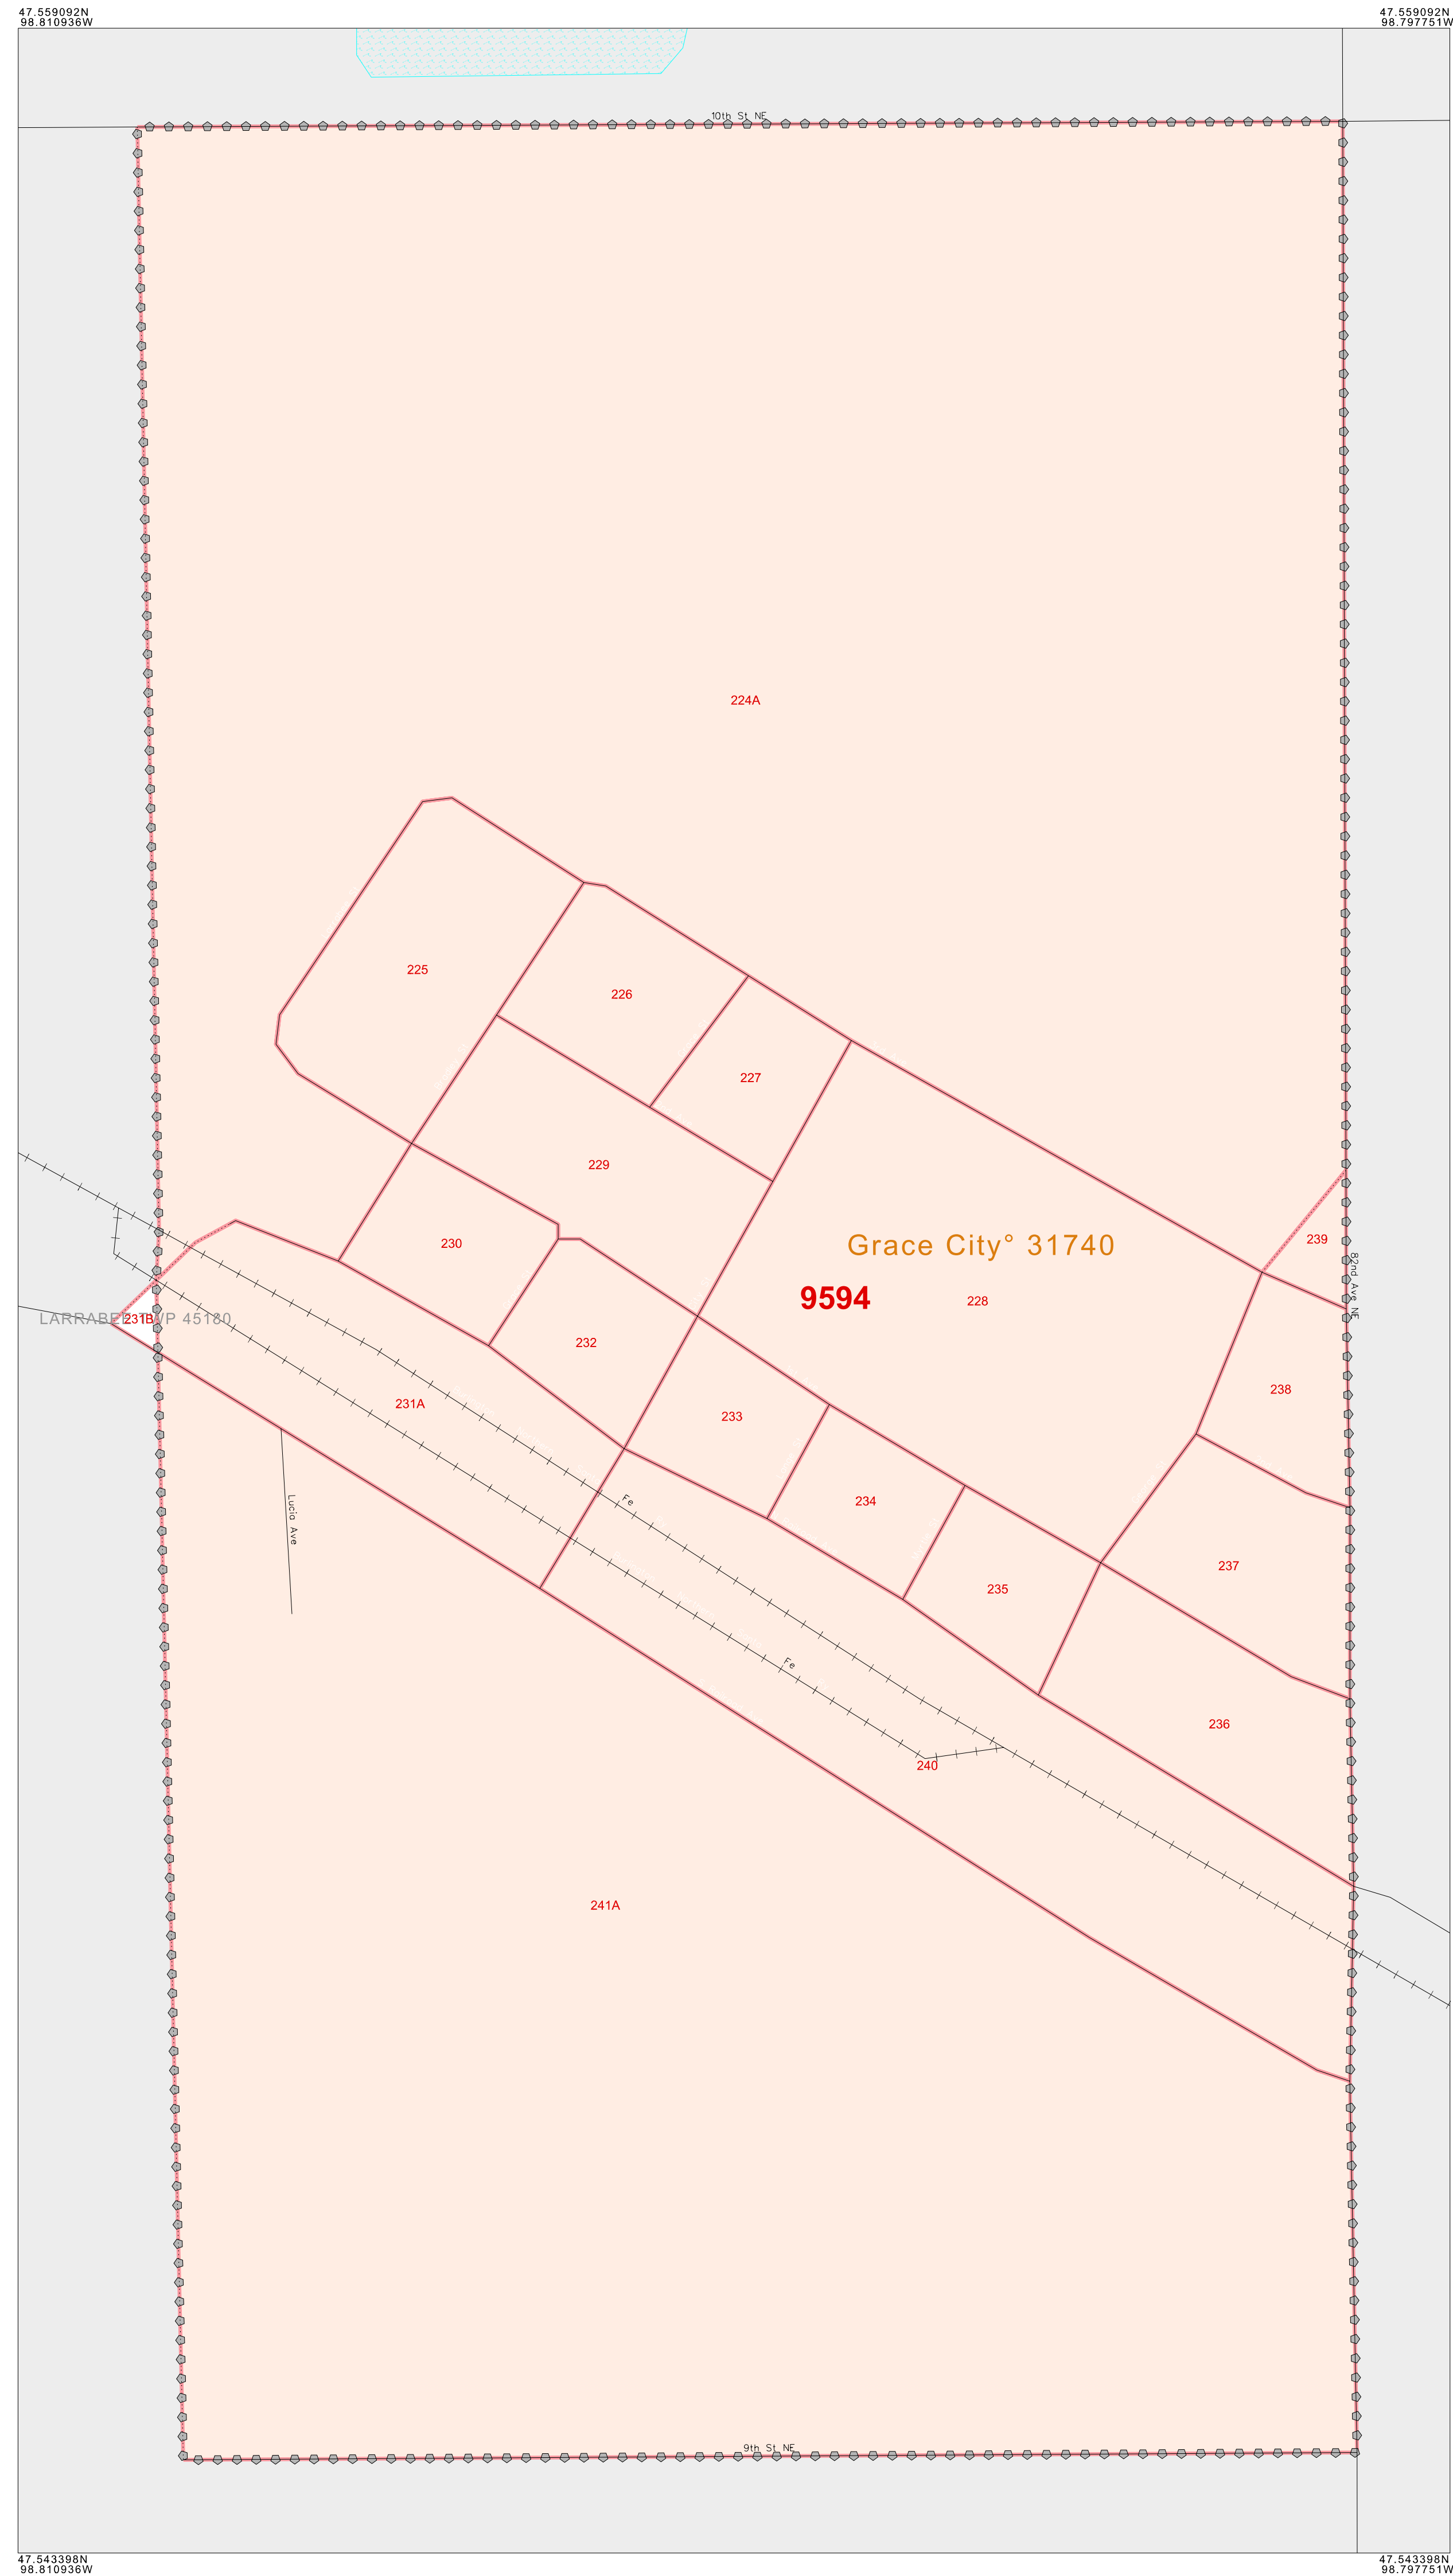 47.559092N
98.810936W
47.559092N
98.797751W
10th St NE
224A
225
226
227
229
230
239
Grace City° 31740
82nd Ave NE
9594
228
LARRABEE TWP 45180
231B
232
238
231A
233
Lucia Ave
Fe
234
237
235
Fe
236
240
241A
9th St NE
47.543398N
98.810936W
47.543398N
98.797751W